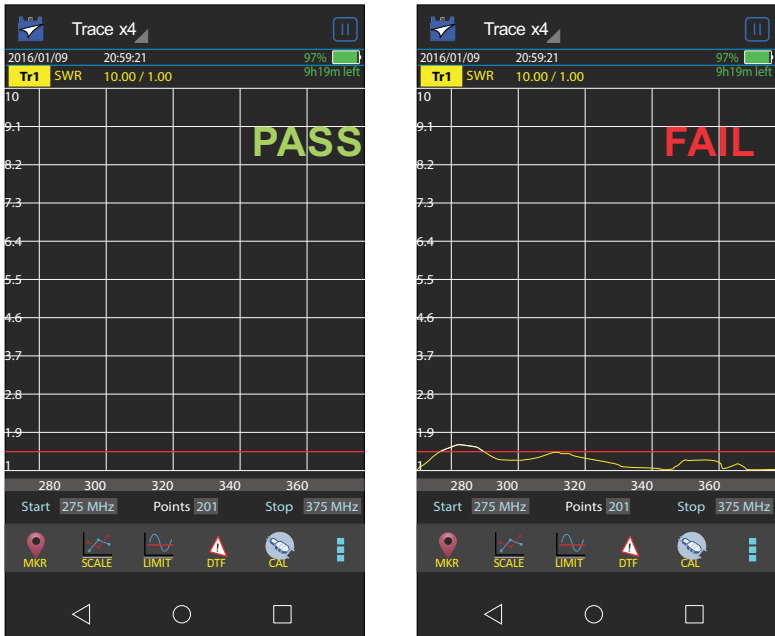 Trace x4
2016/01/09 20:59:21 97%
Tr1 SWR 10.00 / 1.00 9h19m left
10
9.1
PASS
8.2
7.3
6.4
5.5
4.6
3.7
2.8
1.9
1
280 300 320 340 360
Start 275 MHz Points 201 Stop 375 MHz
MKR SCALE LIMIT DTF CAL
Trace x4
2016/01/09 20:59:21 97%
Tr1 SWR 10.00 / 1.00 9h19m left
10
9.1
FAIL
8.2
7.3
6.4
5.5
4.6
3.7
2.8
1.9
1
280 300 320 340 360
Start 275 MHz Points 201 Stop 375 MHz
MKR SCALE LIMIT DTF CAL